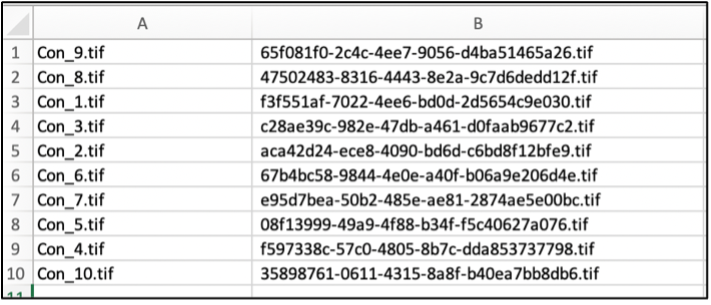 A B
1 Con_9.tif 65f081f0-2c4c-4ee7-9056-d4ba51465a26.tif
2 Con_8.tif 47502483-8316-4443-8e2a-9c7d6dedd12f.tif
3 Con_1.tif f3f551af-7022-4ee6-bd0d-2d5654c9e030.tif
4 Con_3.tif c28ae39c-982e-47db-a461-d0faab9677c2.tif
5 Con_2.tif aca42d24-ece8-4090-bd6d-c6bd8f12bfe9.tif
6 Con_6.tif 67b4bc58-9844-4e0e-a40f-b06a9e206d4e.tif
7 Con_7.tif e95d7bea-50b2-485e-ae81-2874ae5e00bc.tif
8 Con_5.tif 08f13999-49a9-4f88-b34f-f5c40627a076.tif
9 Con_4.tif f597338c-57c0-4805-8b7c-dda853737798.tif
10 Con_10.tif 35898761-0611-4315-8a8f-b40ea7bb8db6.tif
11